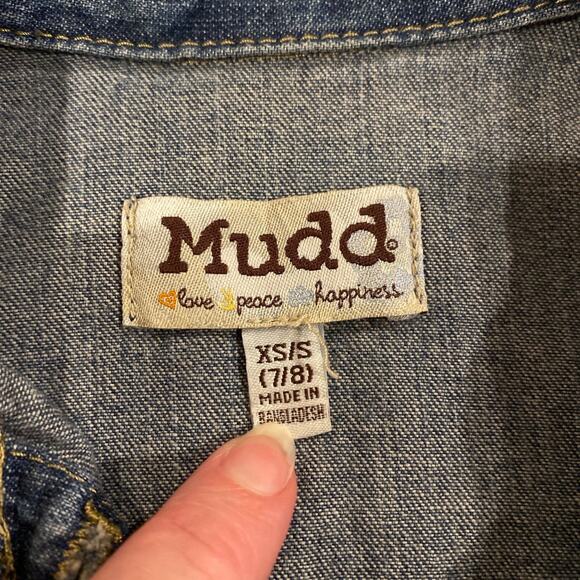 Mudd®
love peace happiness
XS/S
(7/8)
MADE IN
BANGLADESH